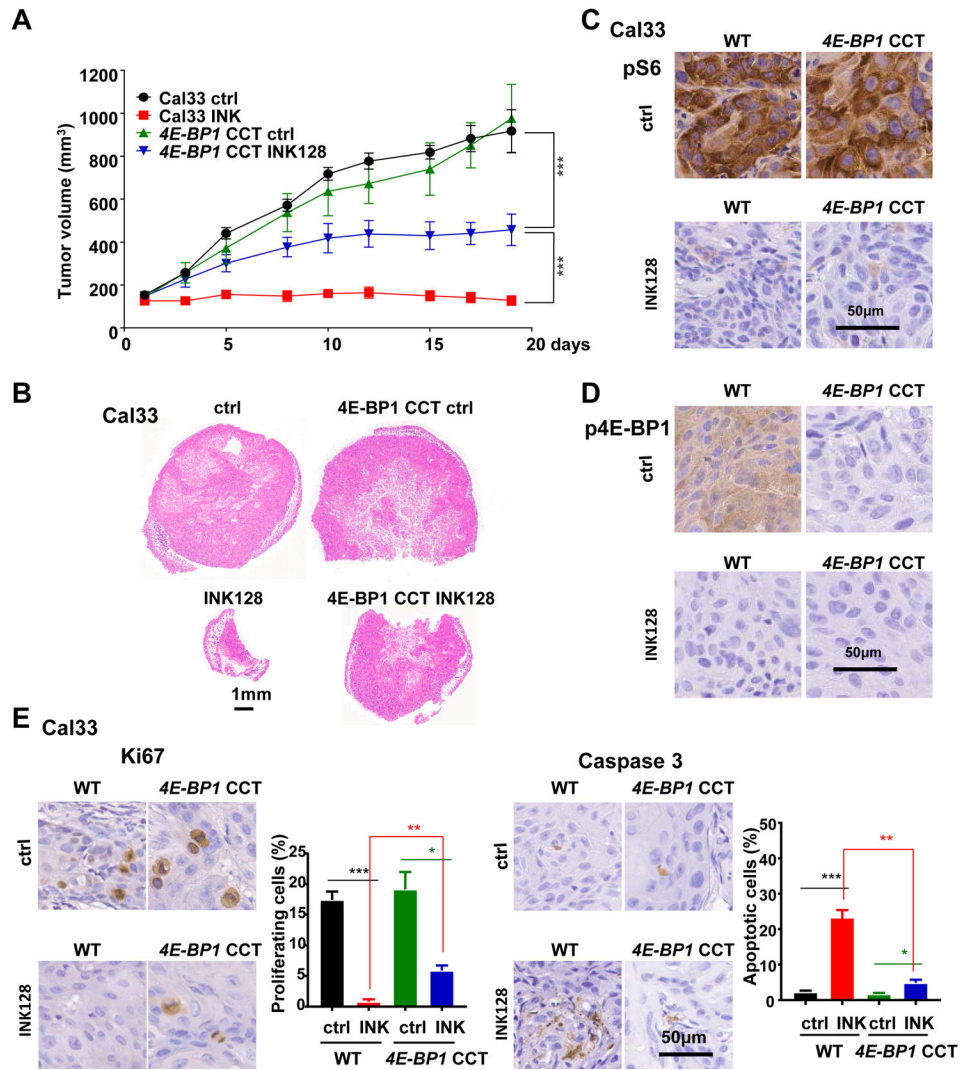 A
Tumor volume (mm³)
1200
1000
800
600
400
200
0
0 5 10 15 20 days
Cal33 ctrl
Cal33 INK
4E-BP1 CCT ctrl
4E-BP1 CCT INK128
***
***
B
Cal33
ctrl
4E-BP1 CCT ctrl
INK128
4E-BP1 CCT INK128
1mm
C
Cal33
WT
4E-BP1 CCT
pS6
ctrl
WT
4E-BP1 CCT
INK128
50µm
D
WT
4E-BP1 CCT
p4E-BP1
ctrl
WT
4E-BP1 CCT
INK128
50µm
E
Cal33
Ki67
WT
4E-BP1 CCT
ctrl
WT
4E-BP1 CCT
INK128
Proliferating cells (%)
25
20
15
10
5
0
***
**
*
ctrl INK ctrl INK
WT 4E-BP1 CCT
Caspase 3
WT
4E-BP1 CCT
ctrl
WT
4E-BP1 CCT
INK128
50µm
Apoptotic cells (%)
50
40
30
20
10
0
***
**
*
ctrl INK ctrl INK
WT 4E-BP1 CCT